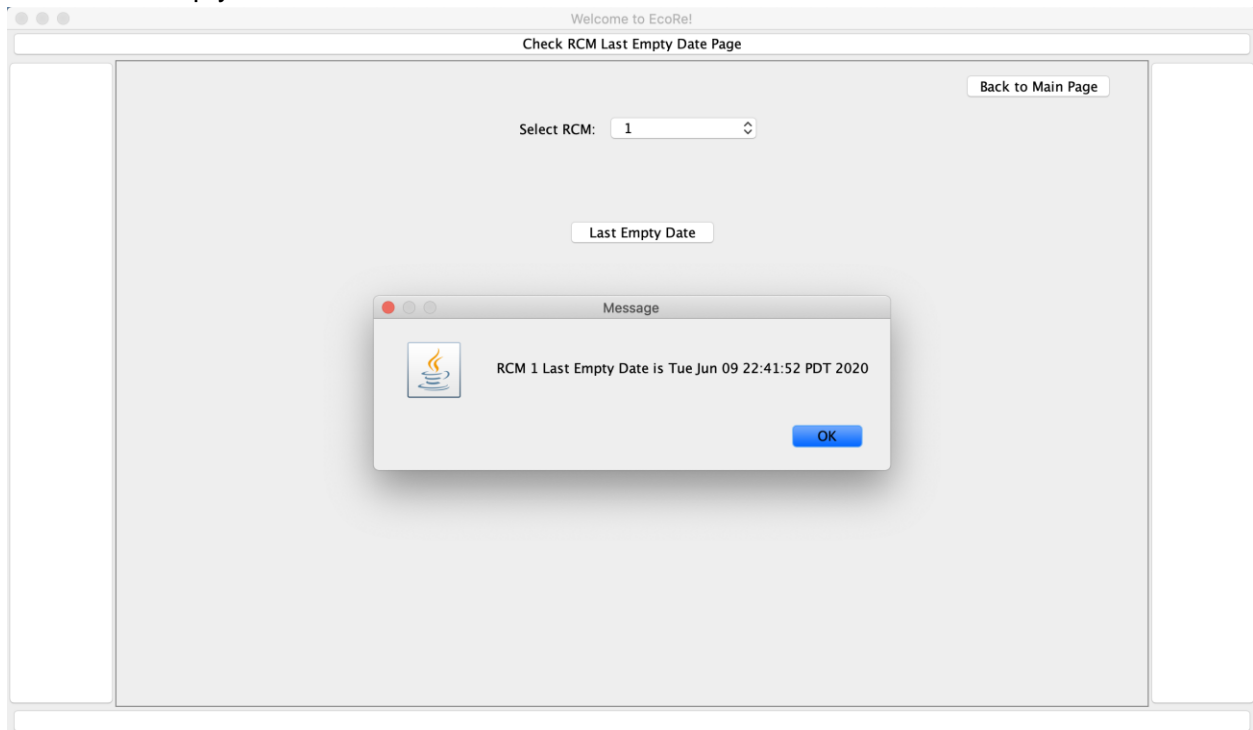 Welcome to EcoRe!
Check RCM Last Empty Date Page
Back to Main Page
Select RCM: 1
Last Empty Date
Message
RCM 1 Last Empty Date is Tue Jun 09 22:41:52 PDT 2020
OK